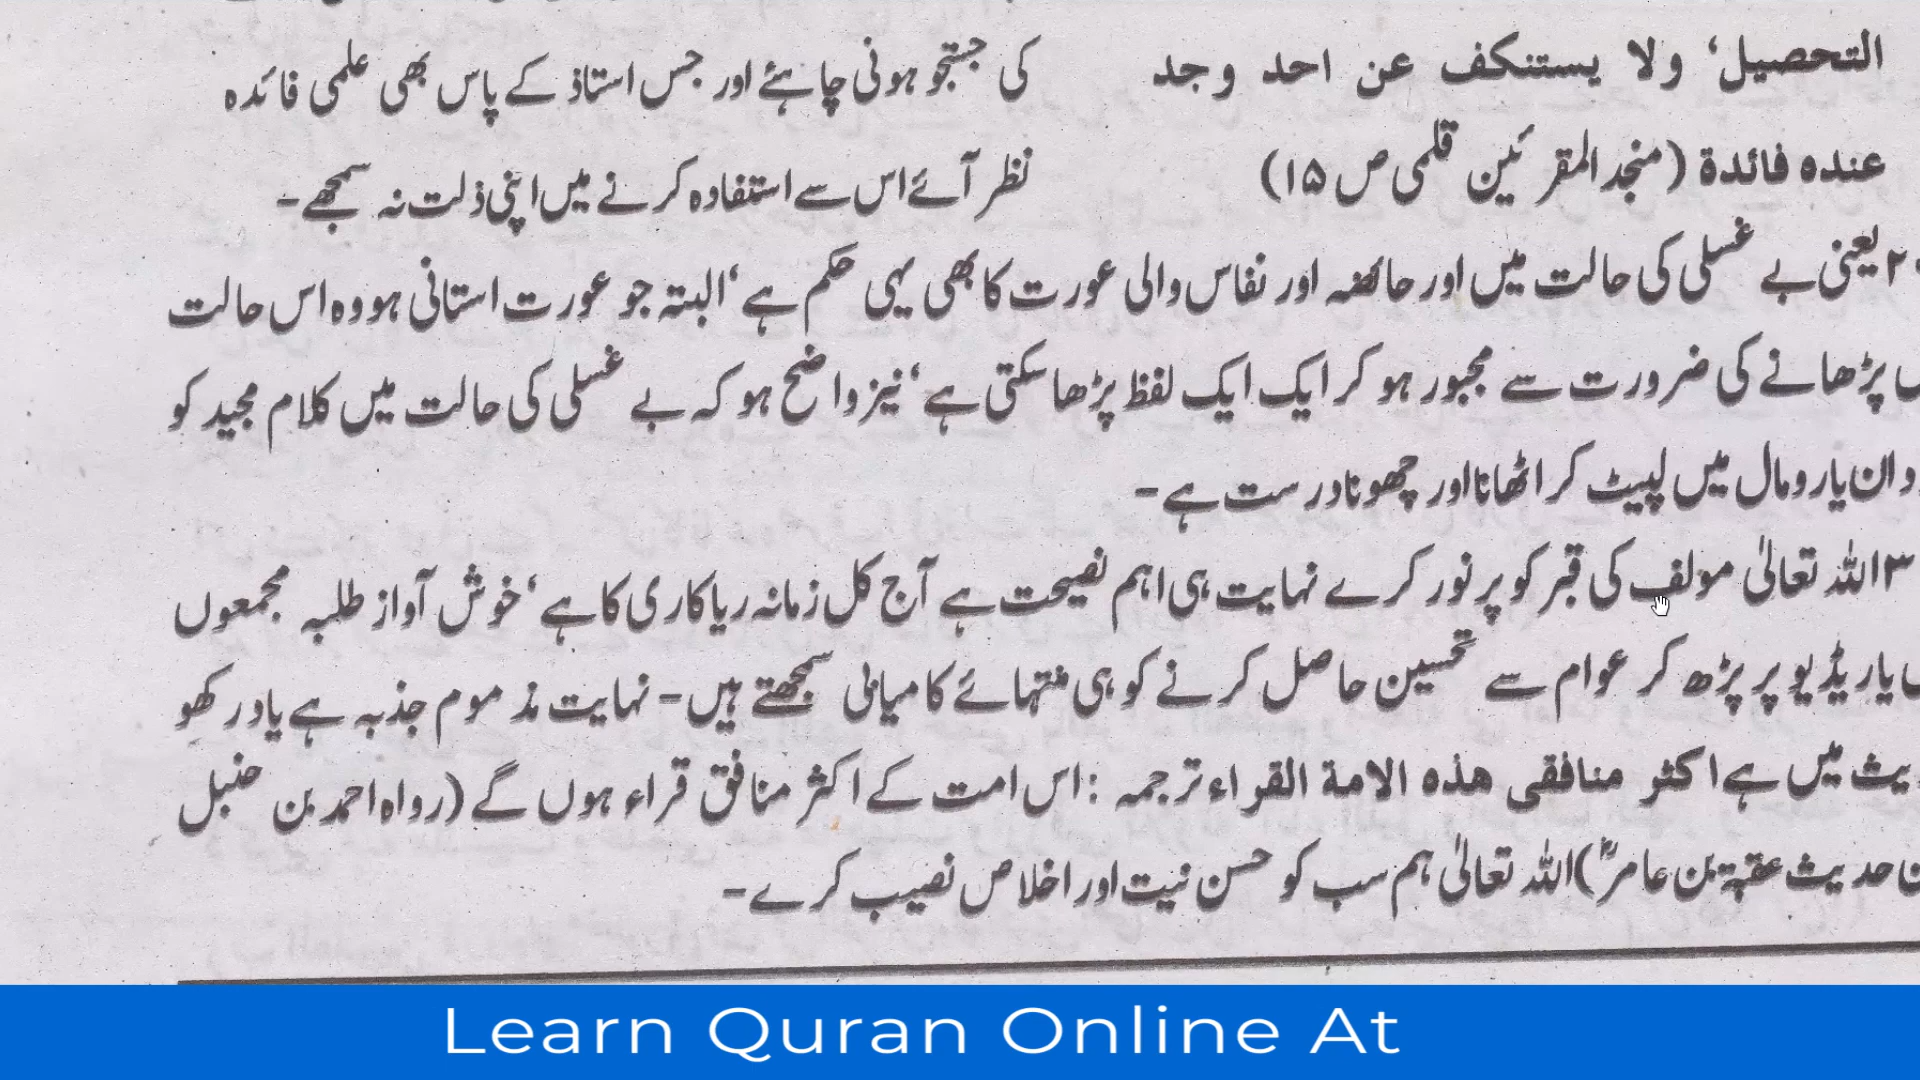 التحصیل، ولا یستنکف عن احد وجد
عندہ فائدة (منجد المقرئین قلمی ص ۱۵)
کی جستجو ہونی چاہئے اور جس استاذ کے پاس بھی علمی فائدہ
نظر آئے اس سے استفادہ کرنے میں اپنی ذلت نہ سمجھے۔
۲ یعنی بے غسلی کی حالت میں اور حائضہ اور نفاس والی عورت کا بھی یہی حکم ہے، البتہ جو عورت استانی ہو وہ اس حالت
پڑھانے کی ضرورت سے مجبور ہو کر ایک ایک لفظ پڑھا سکتی ہے، نیز واضح ہو کہ بے غسلی کی حالت میں کلام مجید کو
یا رومال میں لپیٹ کر اٹھانا اور چھونا درست ہے۔
۳ اللہ تعالیٰ مولف کی قبر کو پر نور کرے نہایت ہی اہم نصیحت ہے آج کل زمانہ ریاکاری کا ہے، خوش آواز طلبہ مجمعوں
یا ریڈیو پر پڑھ کر عوام سے تحسین حاصل کرنے کو ہی منتہائے کامیابی سمجھتے ہیں۔ نہایت مذموم جذبہ ہے یاد رکھو
میں ہے اکثر منافقی هذه الامة القراء ترجمہ: اس امت کے اکثر منافق قراء ہوں گے (رواہ احمد بن حنبل
حدیث عقبۃ بن عامرؓ) اللہ تعالیٰ ہم سب کو حسن نیت اور اخلاص نصیب کرے۔
Learn Quran Online At